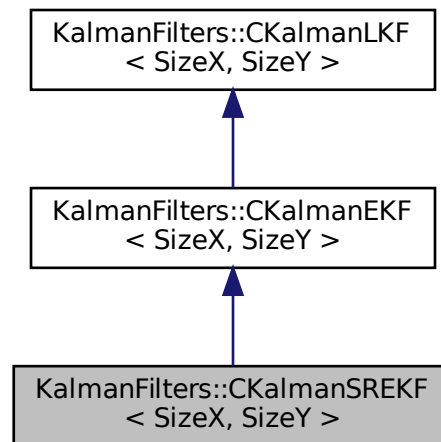 KalmanFilters::CKalmanLKF
< SizeX, SizeY >
KalmanFilters::CKalmanEKF
< SizeX, SizeY >
KalmanFilters::CKalmanSREKF
< SizeX, SizeY >